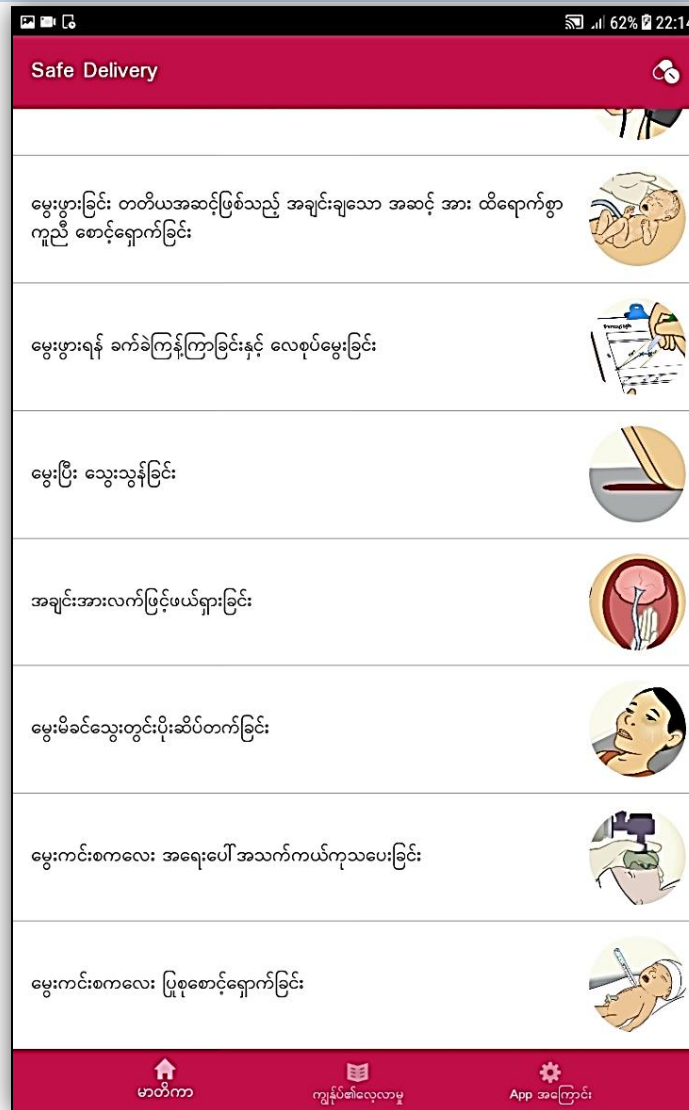 62% 22:14
Safe Delivery
မွေးဖွားခြင်း တတိယအဆင့်ဖြစ်သည့် အချင်းချသော အဆင့် အား ထိရောက်စွာ
ကူညီ စောင့်ရှောက်ခြင်း
မွေးဖွားရန် ခက်ခဲကြန့်ကြာခြင်းနှင့် လေစုပ်မွေးခြင်း
မွေးပြီး သွေးသွန်ခြင်း
အချင်းအားလက်ဖြင့်ဖယ်ရှားခြင်း
မွေးမိခင်သွေးတွင်းပိုးဆိပ်တက်ခြင်း
မွေးကင်းစကလေး အရေးပေါ် အသက်ကယ်ကုသပေးခြင်း
မွေးကင်းစကလေး ပြုစုစောင့်ရှောက်ခြင်း
မာတိကာ
ကျွန်ုပ်၏လေ့လာမှု
App အကြောင်း